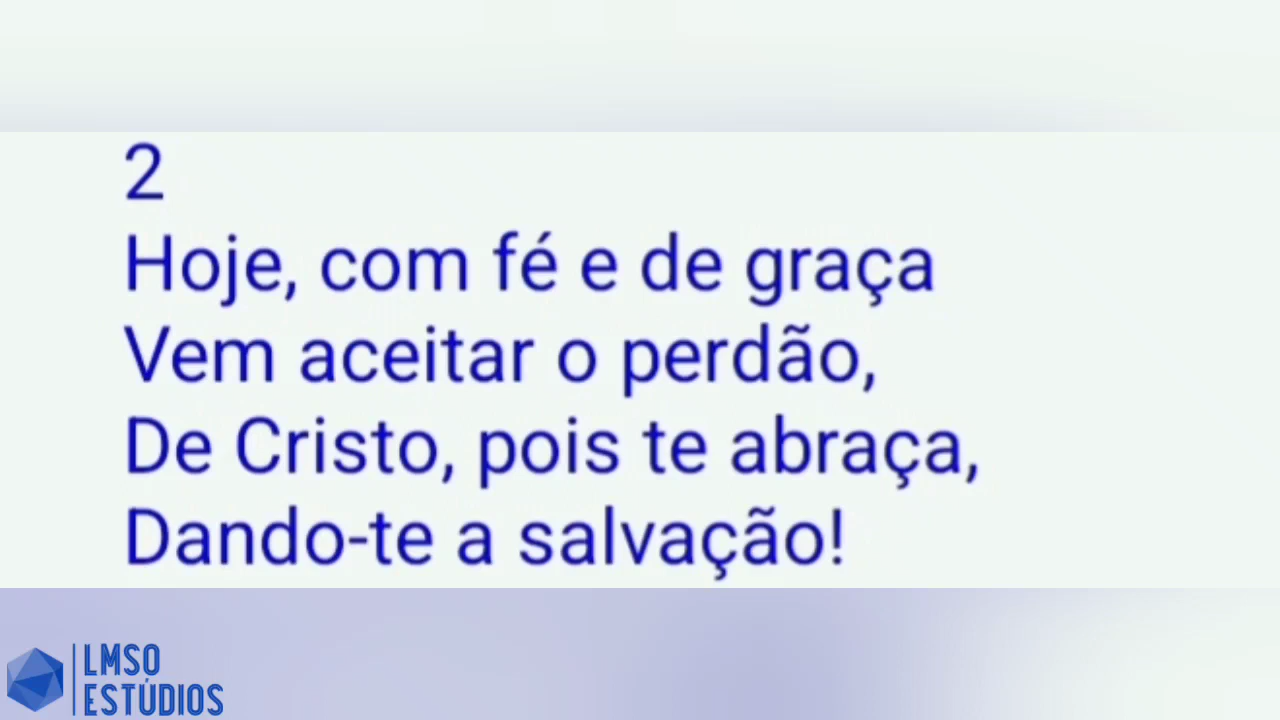 2
Hoje, com fé e de graça
Vem aceitar o perdão,
De Cristo, pois te abraça,
Dando-te a salvação!
LMSO
ESTÚDIOS